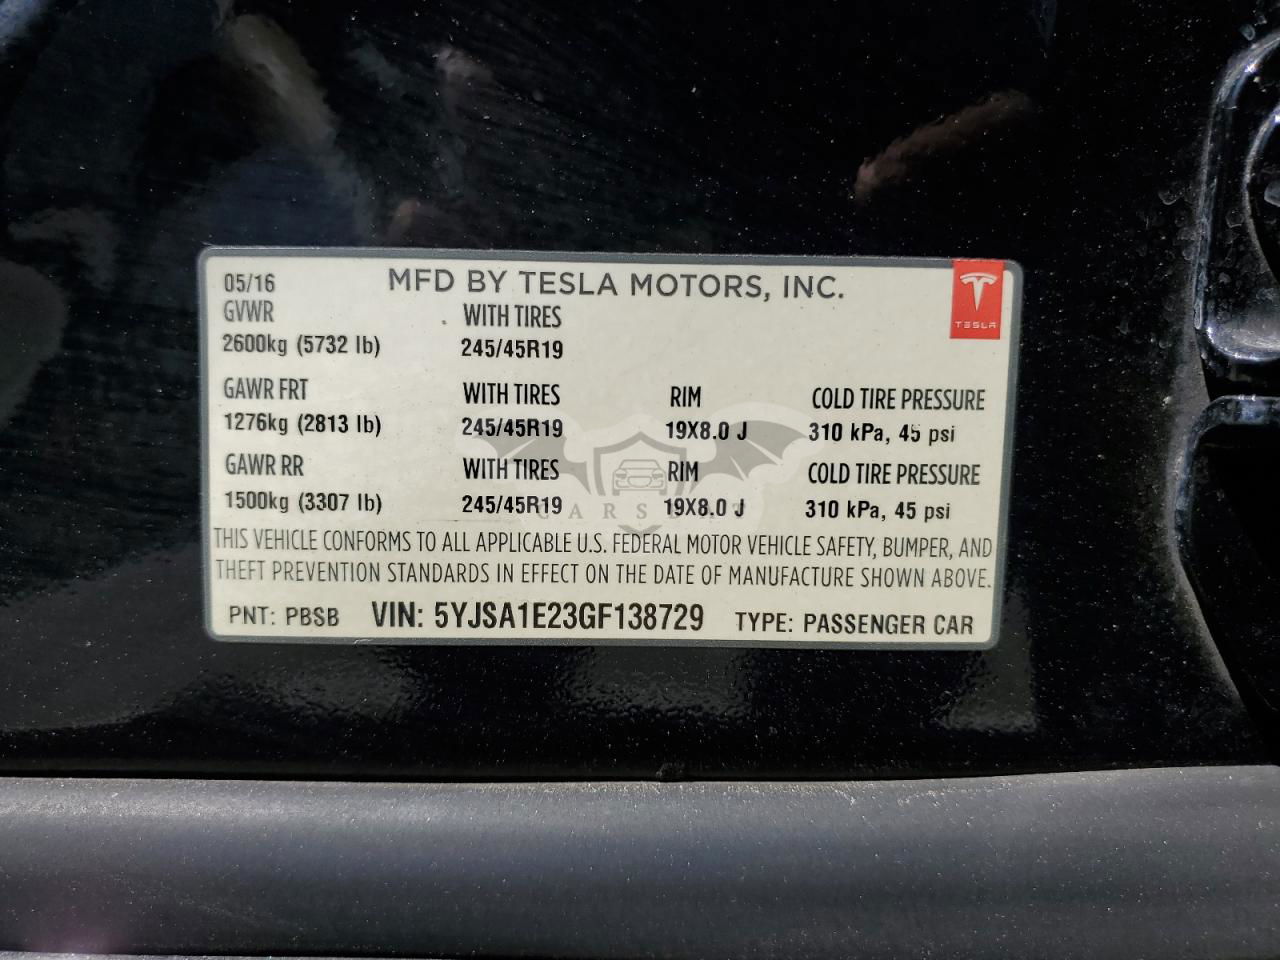 05/16 MFD BY TESLA MOTORS, INC.
TESLA
GVWR WITH TIRES
2600kg (5732 lb) 245/45R19
GAWR FRT WITH TIRES RIM COLD TIRE PRESSURE
1276kg (2813 lb) 245/45R19 19X8.0 J 310 kPa, 45 psi
GAWR RR WITH TIRES RIM COLD TIRE PRESSURE
1500kg (3307 lb) 245/45R19 19X8.0 J 310 kPa, 45 psi
THIS VEHICLE CONFORMS TO ALL APPLICABLE U.S. FEDERAL MOTOR VEHICLE SAFETY, BUMPER, AND
THEFT PREVENTION STANDARDS IN EFFECT ON THE DATE OF MANUFACTURE SHOWN ABOVE.
PNT: PBSB VIN: 5YJSA1E23GF138729 TYPE: PASSENGER CAR